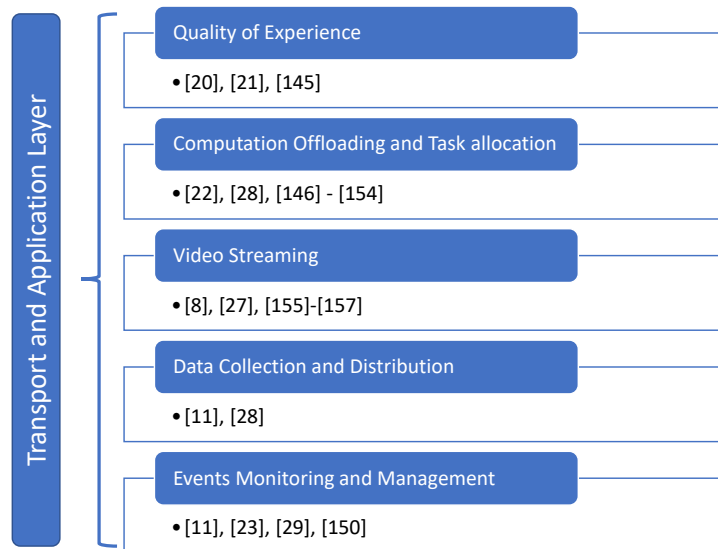 Transport and Application Layer
Quality of Experience
• [20], [21], [145]
Computation Offloading and Task allocation
• [22], [28], [146] - [154]
Video Streaming
• [8], [27], [155]-[157]
Data Collection and Distribution
• [11], [28]
Events Monitoring and Management
• [11], [23], [29], [150]